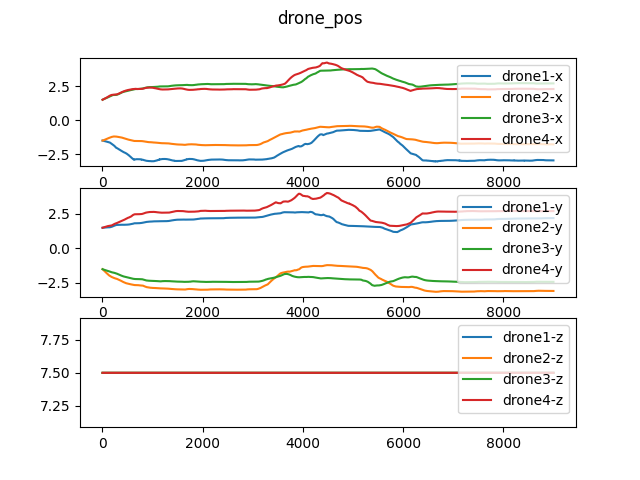 drone_pos
2.5
0.0
−2.5
drone1-x
drone2-x
drone3-x
drone4-x
0 2000 4000 6000 8000
2.5
0.0
−2.5
drone1-y
drone2-y
drone3-y
drone4-y
0 2000 4000 6000 8000
7.75
7.50
7.25
drone1-z
drone2-z
drone3-z
drone4-z
0 2000 4000 6000 8000